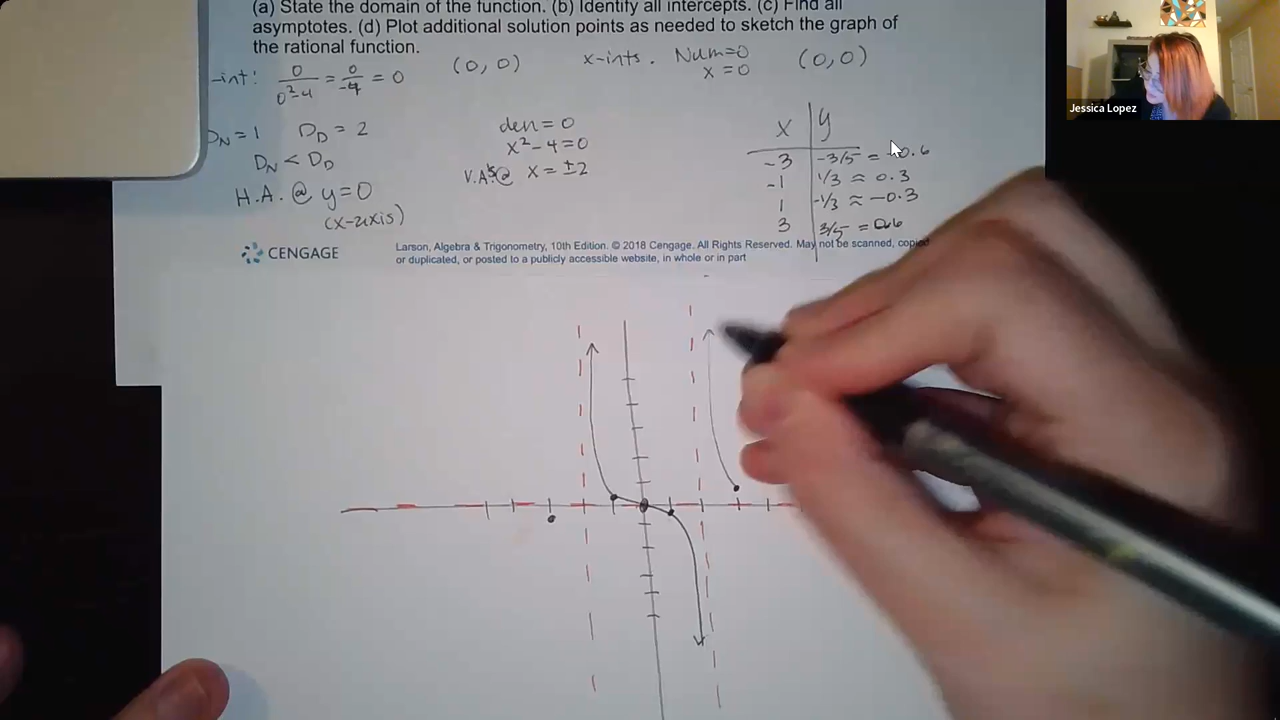 (a) State the domain of the function. (b) Identify all intercepts. (c) Find all
asymptotes. (d) Plot additional solution points as needed to sketch the graph of
the rational function.
-int: 0/0²-4 = 0/-4 = 0 (0,0) x-ints. Num=0 (0,0)
x=0
D_N = 1 D_D = 2
D_N < D_D
H.A. @ y=0
(x-axis)
den = 0
x²-4=0
V.A.'s@ x = ±2
x y
-3 -3/5 = -0.6
-1 1/3 ≈ 0.3
1 -1/3 ≈ -0.3
3 3/5 = 0.6
CENGAGE
Larson, Algebra & Trigonometry, 10th Edition. © 2018 Cengage. All Rights Reserved. May not be scanned, copied
or duplicated, or posted to a publicly accessible website, in whole or in part
Jessica Lopez